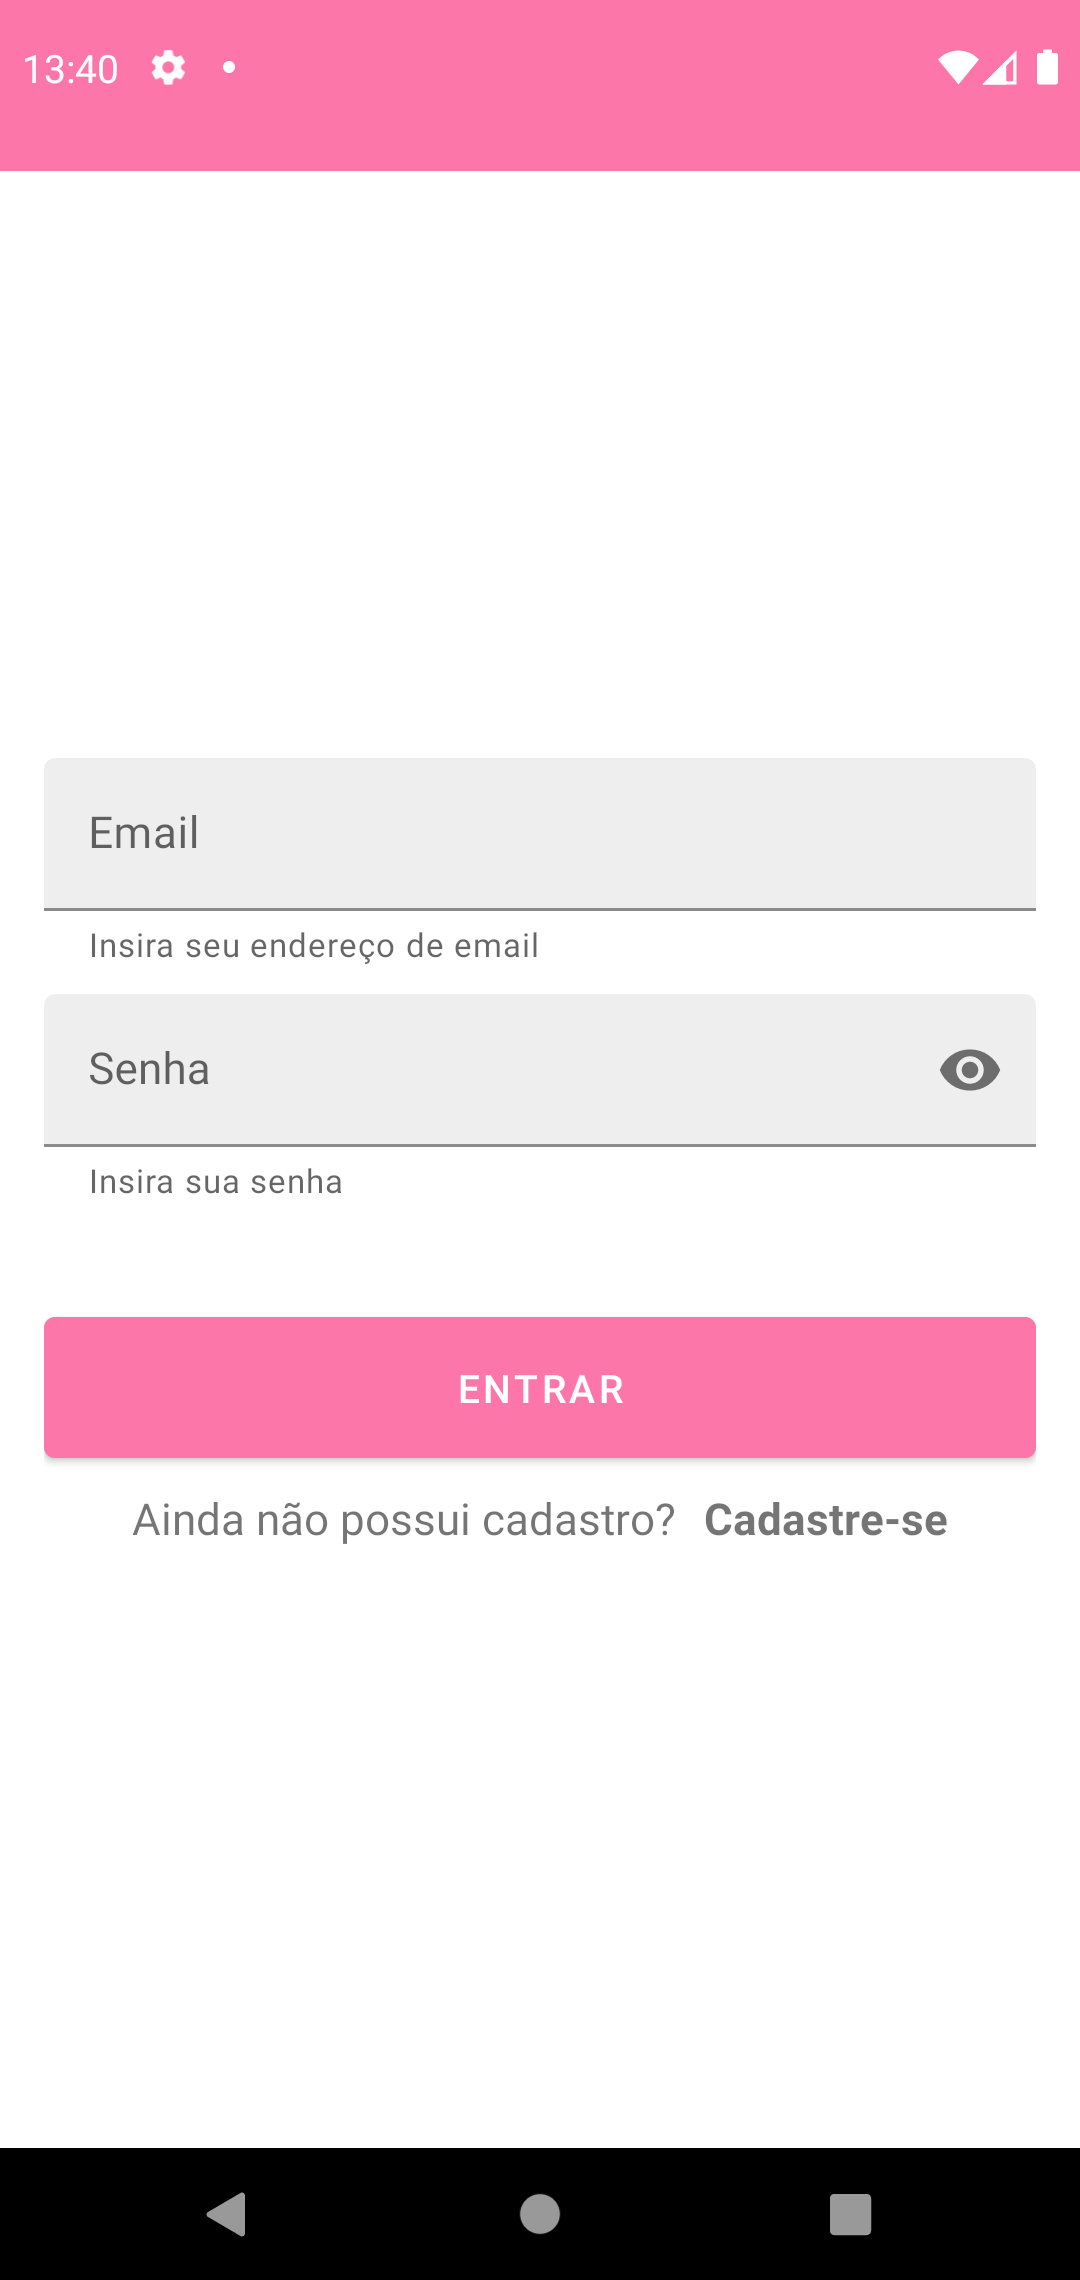 13:40
Email
Insira seu endereço de email
Senha
Insira sua senha
ENTRAR
Ainda não possui cadastro? Cadastre-se